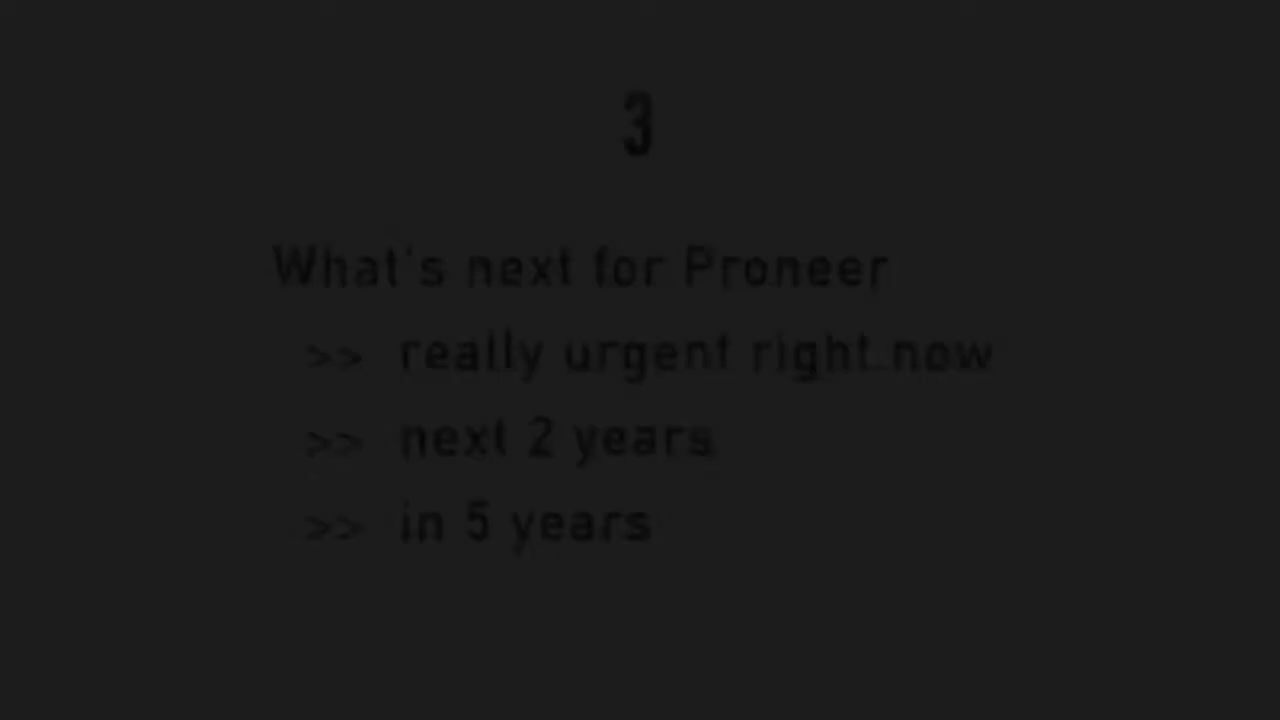 3
What's next for Proneer
>> really urgent right now
>> next 2 years
>> in 5 years